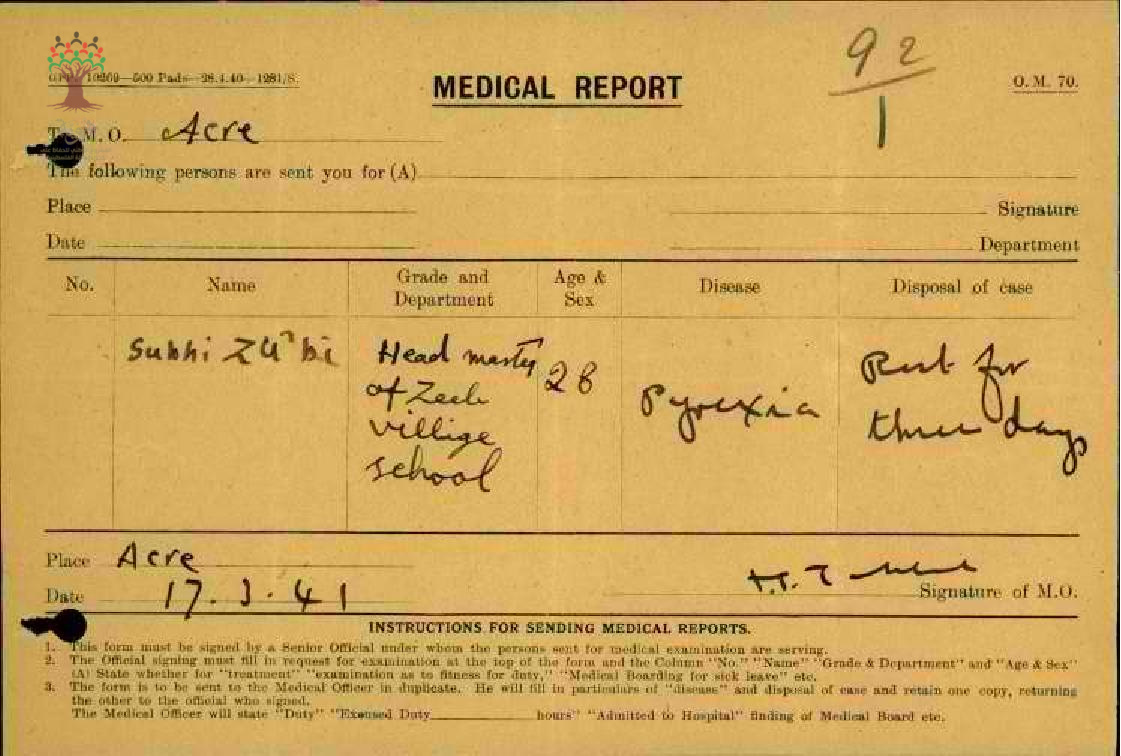 92
1
10269—500 Pads—28.4.40—1281/S.
MEDICAL REPORT
O.M. 70.
To M.O. Acre
The following persons are sent you for (A)
Place
Signature
Date
Department
No. Name Grade and Department Age & Sex Disease Disposal of case
Subhi Zu'bi
Head master
of Zeeb
villige
school
28
Pyrexia
Rest for
three days
Place Acre
Date 17.3.41
Signature of M.O.
INSTRUCTIONS FOR SENDING MEDICAL REPORTS.
1. This form must be signed by a Senior Official under whom the persons sent for medical examination are serving.
2. The Official signing must fill in request for examination at the top of the form and the Column "No." "Name" "Grade & Department" and "Age & Sex"
(A) State whether for "treatment" "examination as to fitness for duty," "Medical Boarding for sick leave" etc.
3. The form is to be sent to the Medical Officer in duplicate. He will fill in particulars of "disease" and disposal of case and retain one copy, returning
the other to the official who signed.
The Medical Officer will state "Duty" "Excused Duty hours" "Admitted to Hospital" finding of Medical Board etc.